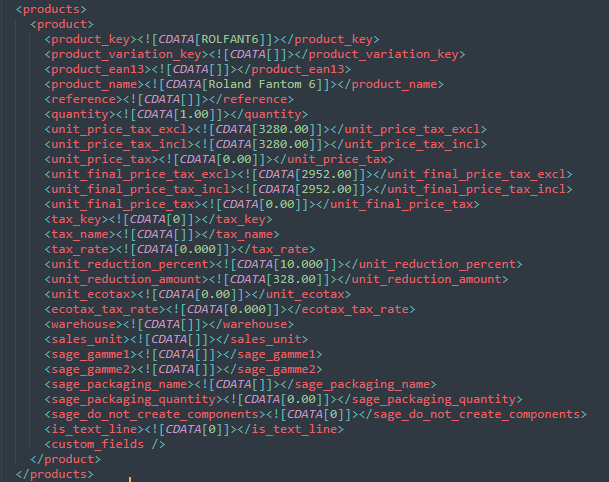 <products>
<product>
<product_key><![CDATA[ROLFANT6]]></product_key>
<product_variation_key><![CDATA[]]></product_variation_key>
<product_ean13><![CDATA[]]></product_ean13>
<product_name><![CDATA[Roland Fantom 6]]></product_name>
<reference><![CDATA[]]></reference>
<quantity><![CDATA[1.00]]></quantity>
<unit_price_tax_excl><![CDATA[3280.00]]></unit_price_tax_excl>
<unit_price_tax_incl><![CDATA[3280.00]]></unit_price_tax_incl>
<unit_price_tax><![CDATA[0.00]]></unit_price_tax>
<unit_final_price_tax_excl><![CDATA[2952.00]]></unit_final_price_tax_excl>
<unit_final_price_tax_incl><![CDATA[2952.00]]></unit_final_price_tax_incl>
<unit_final_price_tax><![CDATA[0.00]]></unit_final_price_tax>
<tax_key><![CDATA[0]]></tax_key>
<tax_name><![CDATA[]]></tax_name>
<tax_rate><![CDATA[0.000]]></tax_rate>
<unit_reduction_percent><![CDATA[10.000]]></unit_reduction_percent>
<unit_reduction_amount><![CDATA[328.00]]></unit_reduction_amount>
<unit_ecotax><![CDATA[0.00]]></unit_ecotax>
<ecotax_tax_rate><![CDATA[0.000]]></ecotax_tax_rate>
<warehouse><![CDATA[]]></warehouse>
<sales_unit><![CDATA[]]></sales_unit>
<sage_gamme1><![CDATA[]]></sage_gamme1>
<sage_gamme2><![CDATA[]]></sage_gamme2>
<sage_packaging_name><![CDATA[]]></sage_packaging_name>
<sage_packaging_quantity><![CDATA[0.00]]></sage_packaging_quantity>
<sage_do_not_create_components><![CDATA[0]]></sage_do_not_create_components>
<is_text_line><![CDATA[0]]></is_text_line>
<custom_fields />
</product>
</products>